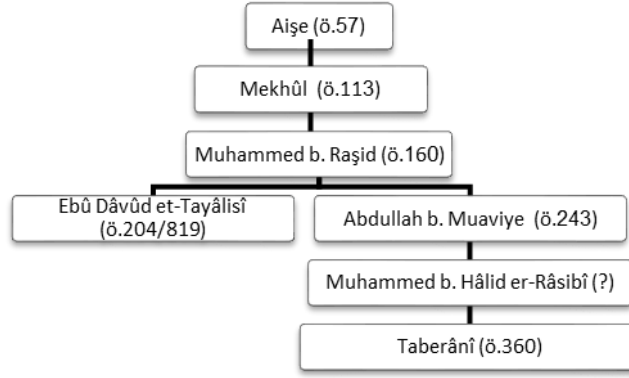 Aişe (ö.57)
Mekhûl (ö.113)
Muhammed b. Raşid (ö.160)
Ebû Dâvûd et-Tayâlisî
(ö.204/819)
Abdullah b. Muaviye (ö.243)
Muhammed b. Hâlid er-Râsibî (?)
Taberânî (ö.360)